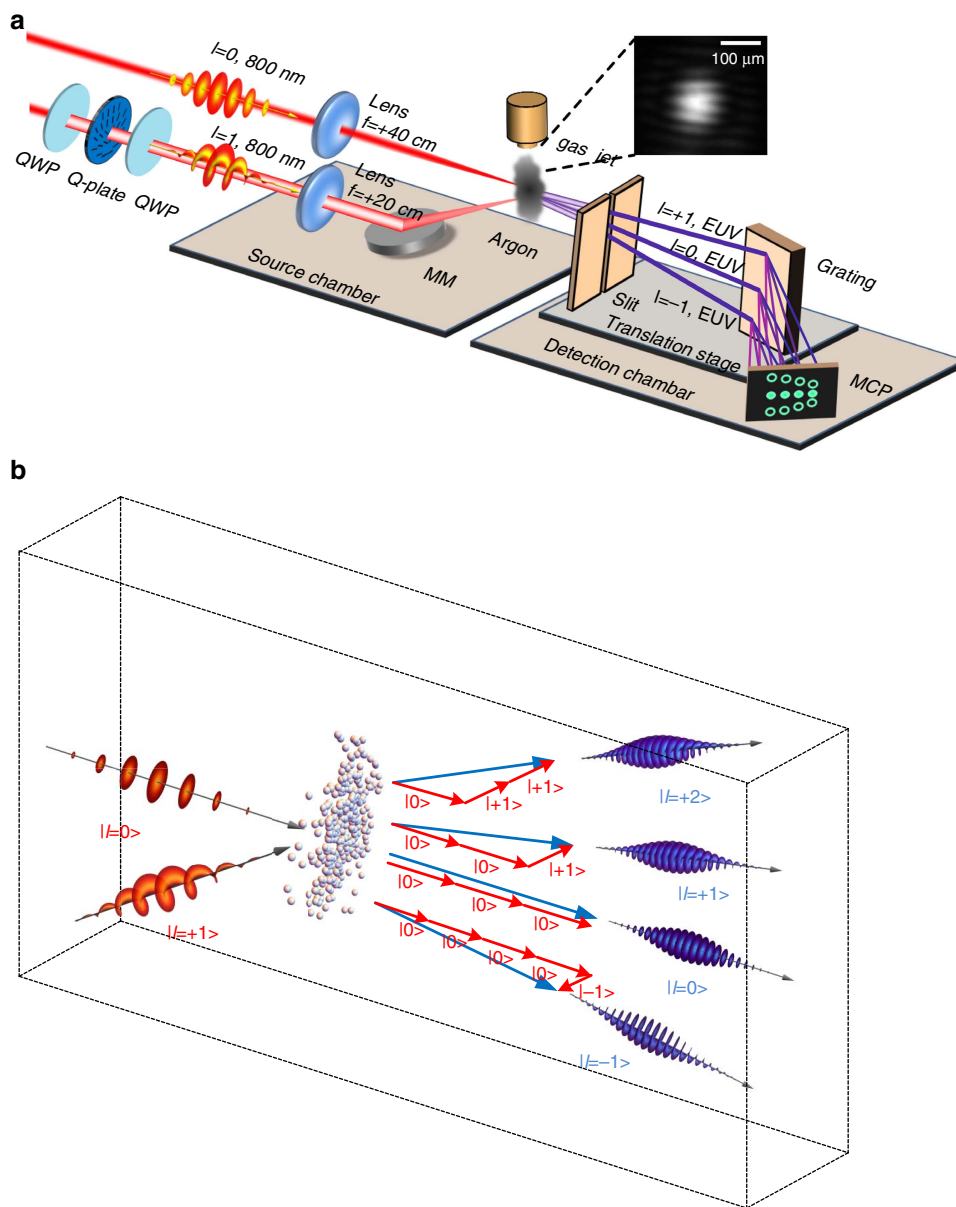 a
l=0, 800 nm
Lens
f=+40 cm
100 μm
gas jet
QWP Q-plate QWP
l=1, 800 nm
Lens
f=+20 cm
Argon
MM
Source chamber
l=+1, EUV
l=0, EUV
l=−1, EUV
Grating
Slit
Translation stage
Detection chambar
MCP
b
|l=0>
|l=+1>
|0>
|+1>
|+1>
|l=+2>
|0>
|0>
|+1>
|l=+1>
|0>
|0>
|0>
|l=0>
|0>
|0>
|0>
|0>
|−1>
|l=−1>